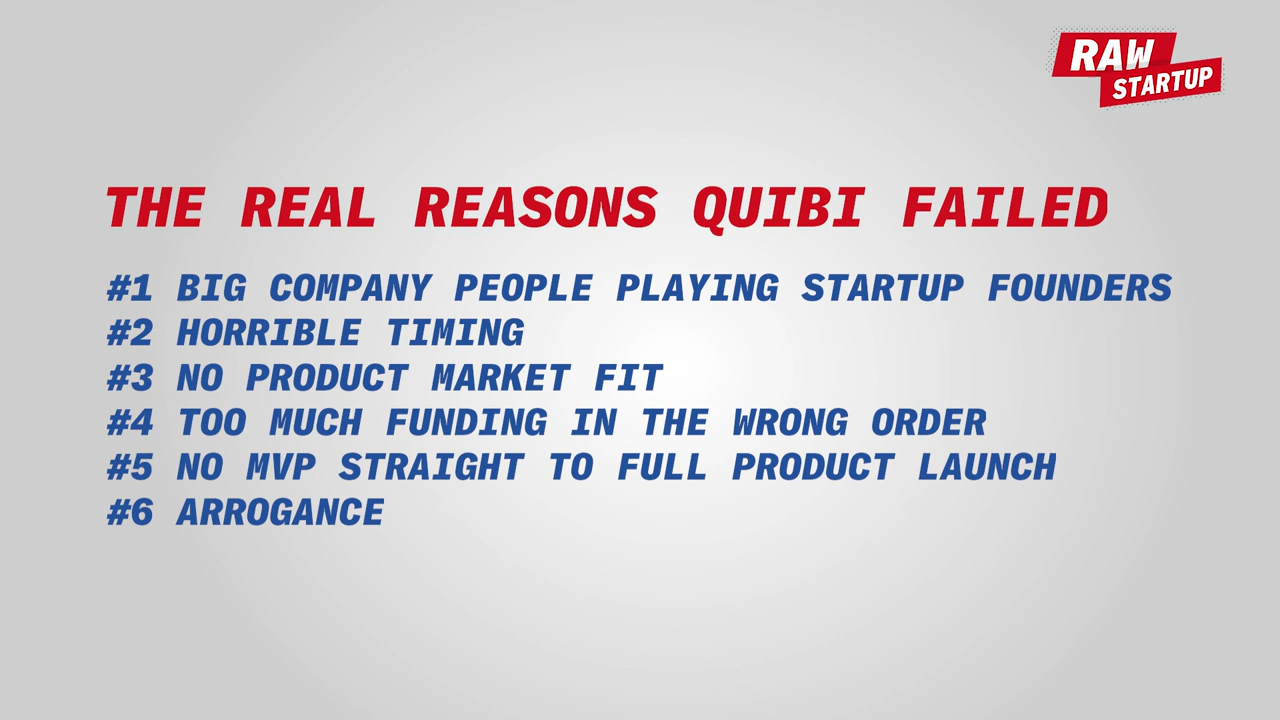 RAW
STARTUP
THE REAL REASONS QUIBI FAILED
#1 BIG COMPANY PEOPLE PLAYING STARTUP FOUNDERS
#2 HORRIBLE TIMING
#3 NO PRODUCT MARKET FIT
#4 TOO MUCH FUNDING IN THE WRONG ORDER
#5 NO MVP STRAIGHT TO FULL PRODUCT LAUNCH
#6 ARROGANCE